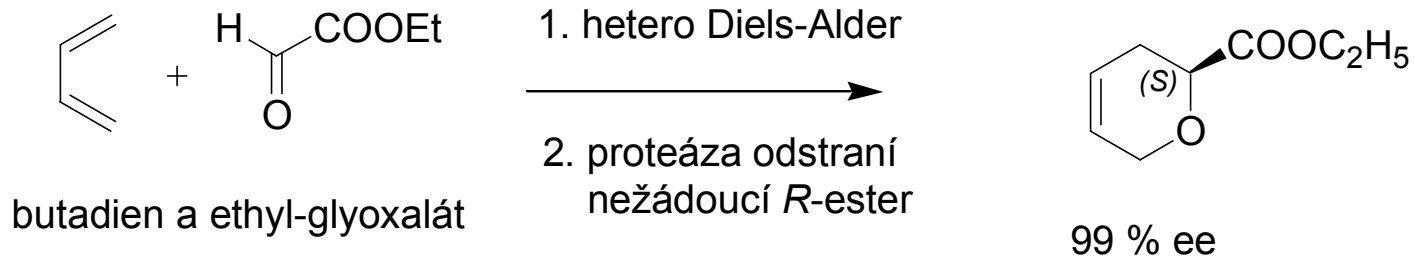 H COOEt
O
+
butadien a ethyl-glyoxalát
1. hetero Diels-Alder
2. proteáza odstraní
nežádoucí R-ester
COOC2H5
(S)
O
99 % ee